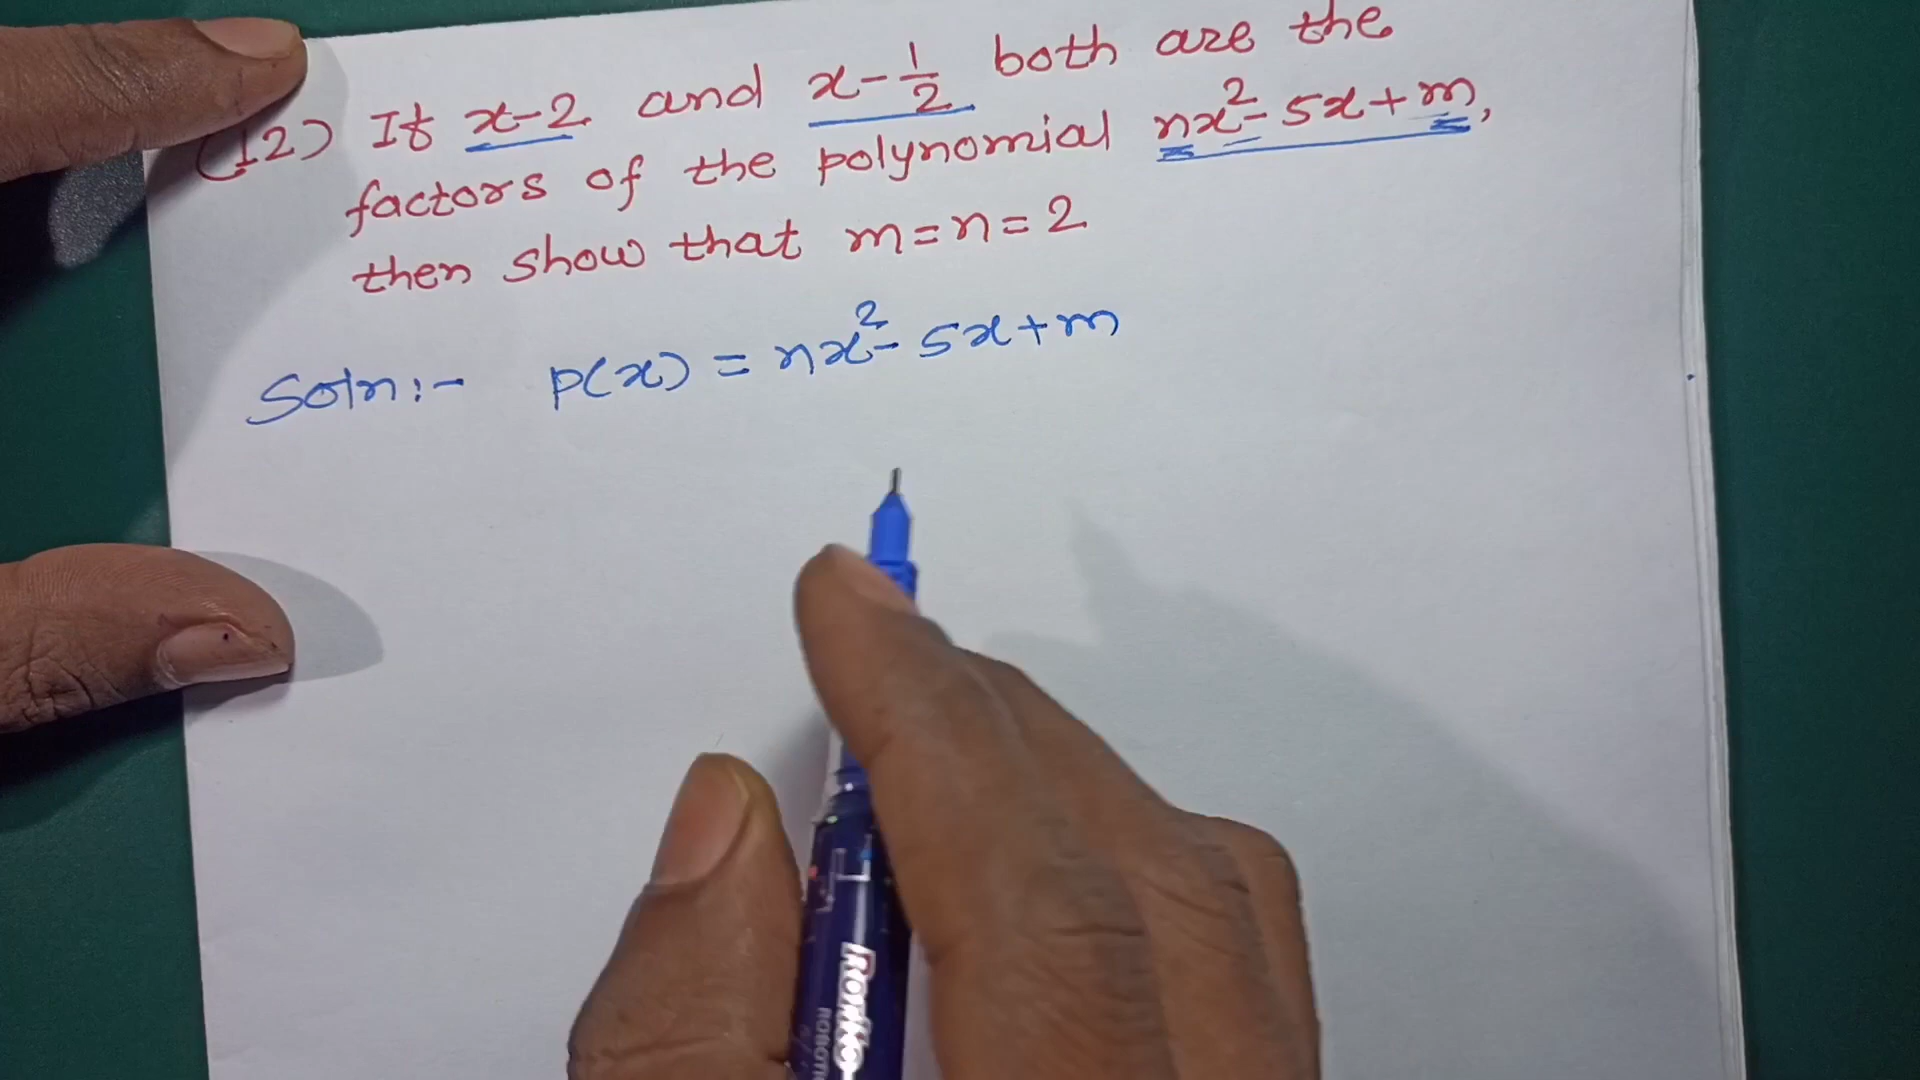 (12) If x-2 and x-1/2 both are the
factors of the polynomial nx²-5x+m,
then show that m=n=2
Soln:- p(x) = nx²-5x+m